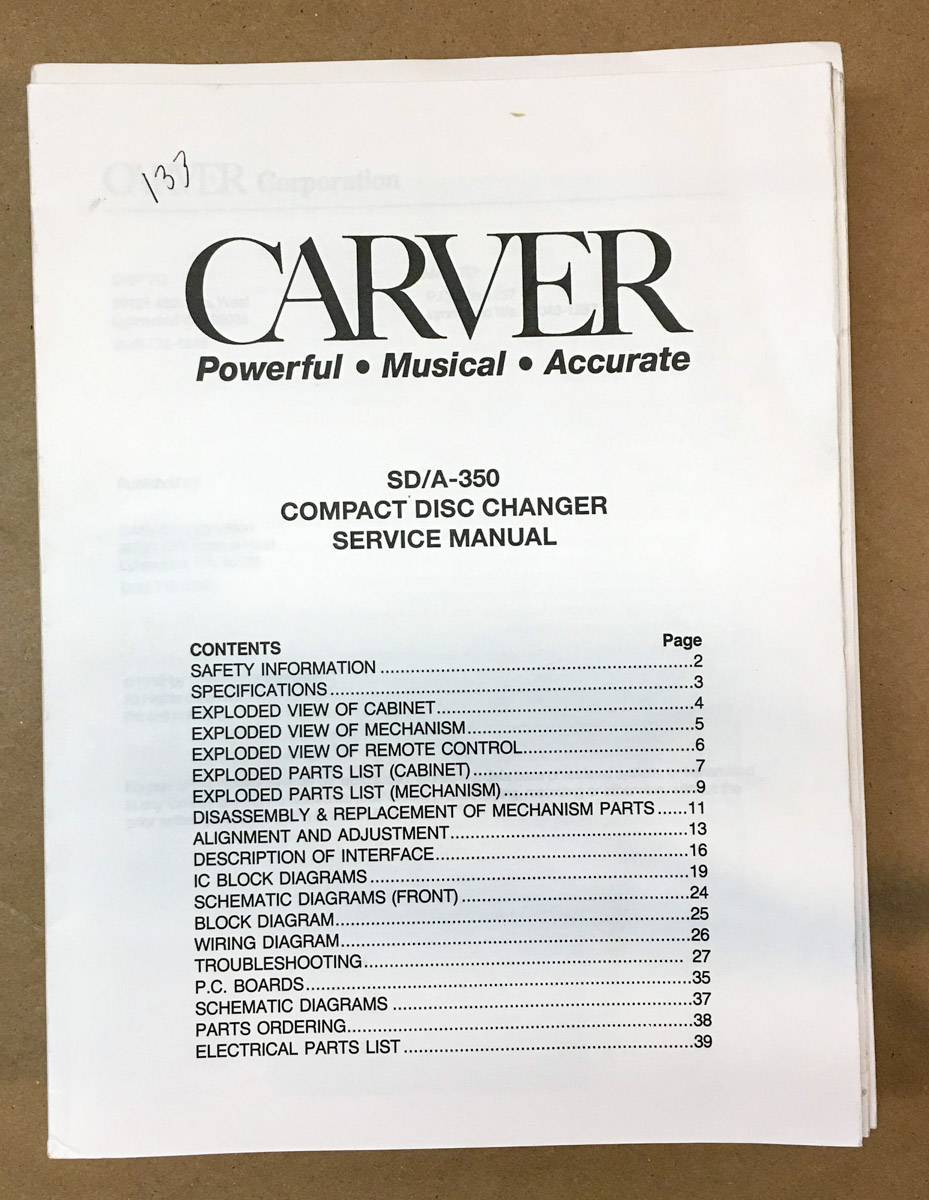 133
CARVER Corporation
CARVER
Powerful • Musical • Accurate
SD/A-350
COMPACT DISC CHANGER
SERVICE MANUAL
CONTENTS Page
SAFETY INFORMATION ........................................................2
SPECIFICATIONS................................................................3
EXPLODED VIEW OF CABINET.............................................4
EXPLODED VIEW OF MECHANISM........................................5
EXPLODED VIEW OF REMOTE CONTROL..............................6
EXPLODED PARTS LIST (CABINET).......................................7
EXPLODED PARTS LIST (MECHANISM)..................................9
DISASSEMBLY & REPLACEMENT OF MECHANISM PARTS......11
ALIGNMENT AND ADJUSTMENT..........................................13
DESCRIPTION OF INTERFACE.............................................16
IC BLOCK DIAGRAMS.........................................................19
SCHEMATIC DIAGRAMS (FRONT)........................................24
BLOCK DIAGRAM................................................................25
WIRING DIAGRAM..............................................................26
TROUBLESHOOTING......................................................... 27
P.C. BOARDS.....................................................................35
SCHEMATIC DIAGRAMS .....................................................37
PARTS ORDERING..............................................................38
ELECTRICAL PARTS LIST ...................................................39